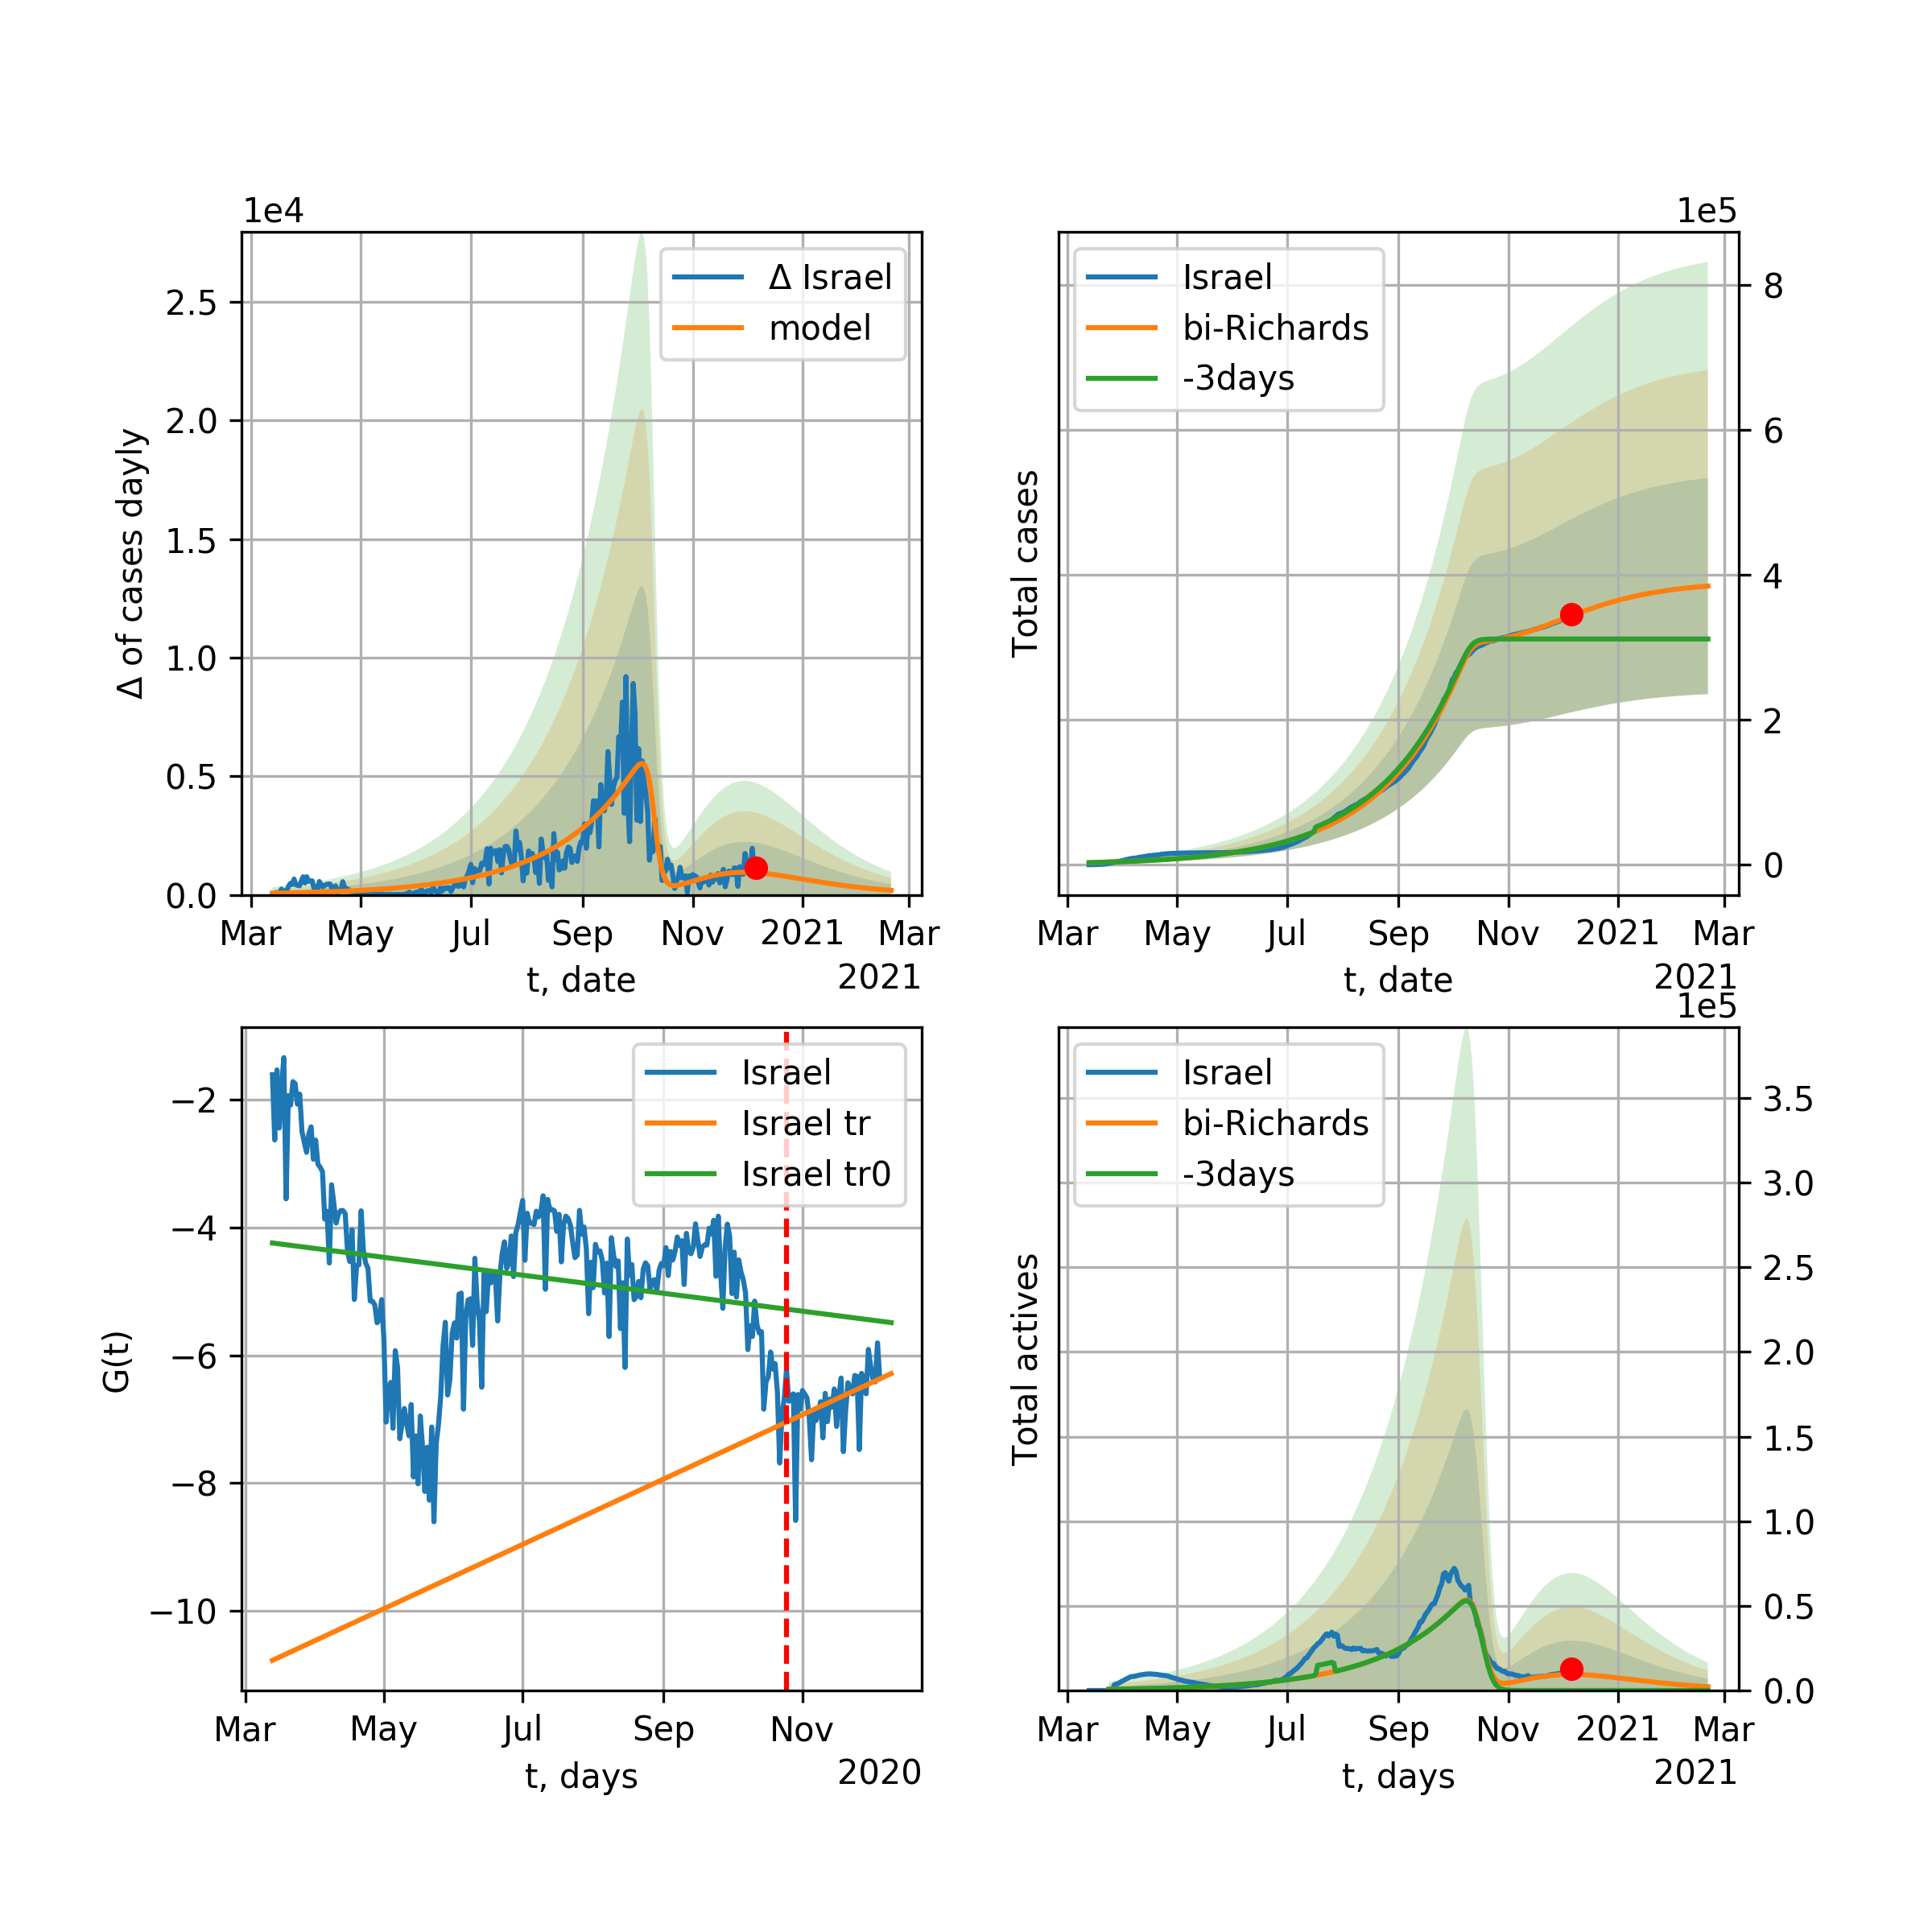 1e4
Δ of cases dayly
2.5
2.0
1.5
1.0
0.5
0.0
Δ Israel
model
Mar May Jul Sep Nov 2021 Mar
t, date
2021
1e5
Total cases
Israel
bi-Richards
-3days
8
6
4
2
0
Mar May Jul Sep Nov 2021 Mar
t, date
2021
G(t)
−2
−4
−6
−8
−10
Israel
Israel tr
Israel tr0
Mar May Jul Sep Nov
t, days
2020
1e5
Total actives
Israel
bi-Richards
-3days
3.5
3.0
2.5
2.0
1.5
1.0
0.5
0.0
Mar May Jul Sep Nov 2021 Mar
t, days
2021